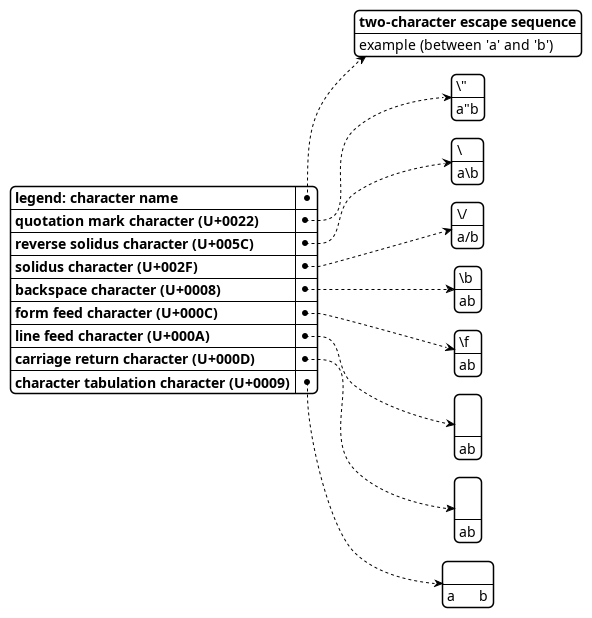 two-character escape sequence
example (between 'a' and 'b')
\"
a"b
\
a\b
\/
a/b
\b
ab
\f
ab
ab
ab
a b
legend: character name
quotation mark character (U+0022)
reverse solidus character (U+005C)
solidus character (U+002F)
backspace character (U+0008)
form feed character (U+000C)
line feed character (U+000A)
carriage return character (U+000D)
character tabulation character (U+0009)